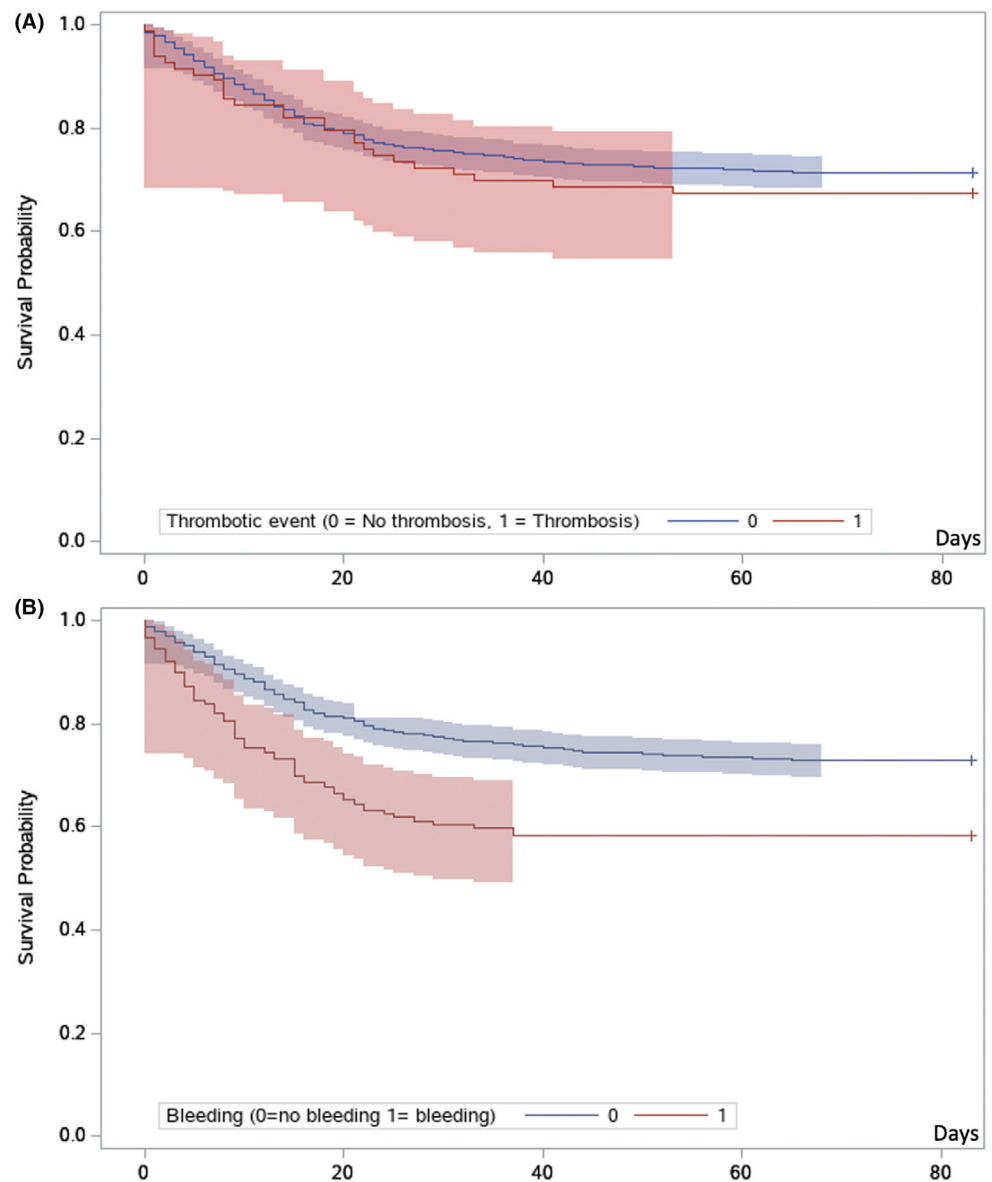 (A)
1.0
0.8
0.6
0.4
0.2
0.0
Survival Probability
Thrombotic event (0 = No thrombosis, 1 = Thrombosis) 0 1
Days
0 20 40 60 80
(B)
1.0
0.8
0.6
0.4
0.2
0.0
Survival Probability
Bleeding (0=no bleeding 1= bleeding) 0 1
Days
0 20 40 60 80